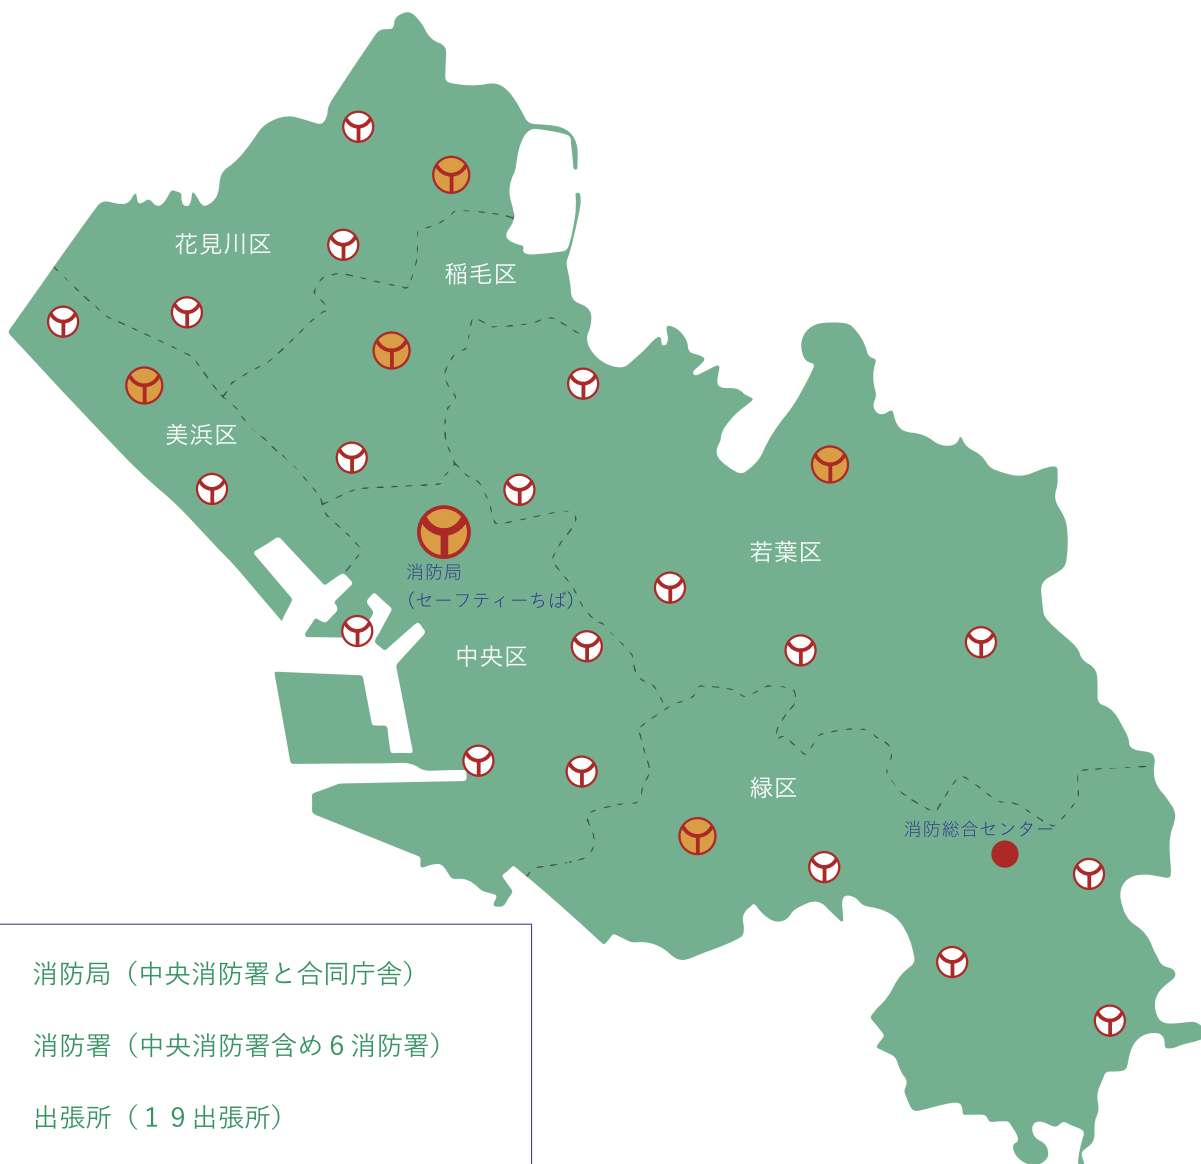 花見川区
稲毛区
美浜区
若葉区
消防局
(セーフティーちば)
中央区
緑区
消防総合センター
消防局（中央消防署と合同庁舎）
消防署（中央消防署含め6消防署）
出張所（19出張所）